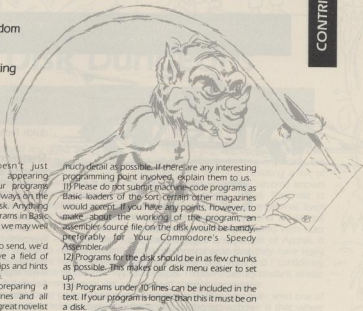 CONTRI
dom
ing
esn't just
appearing
ur programs
ways on the
sk. Anything
rams in Basic
we may well
o send, we'd
ve a field of
ips and hints
preparing a
nes and all
great novelist
much detail as possible. If there are any interesting
programming point involved, explain them to us.
11) Please do not submit machine-code programs as
Basic loaders of the sort certain other magazines
would accept. If you have any points, however, to
make about the working of the program, an
assembler source file on the disk would be handy,
preferably for Your Commodore's Speedy
Assembler.
12) Programs for the disk should be in as few chunks
as possible. This makes our disk menu easier to set
up.
13) Programs under 10 lines can be included in the
text. If your program is longer than this it must be on
a disk.